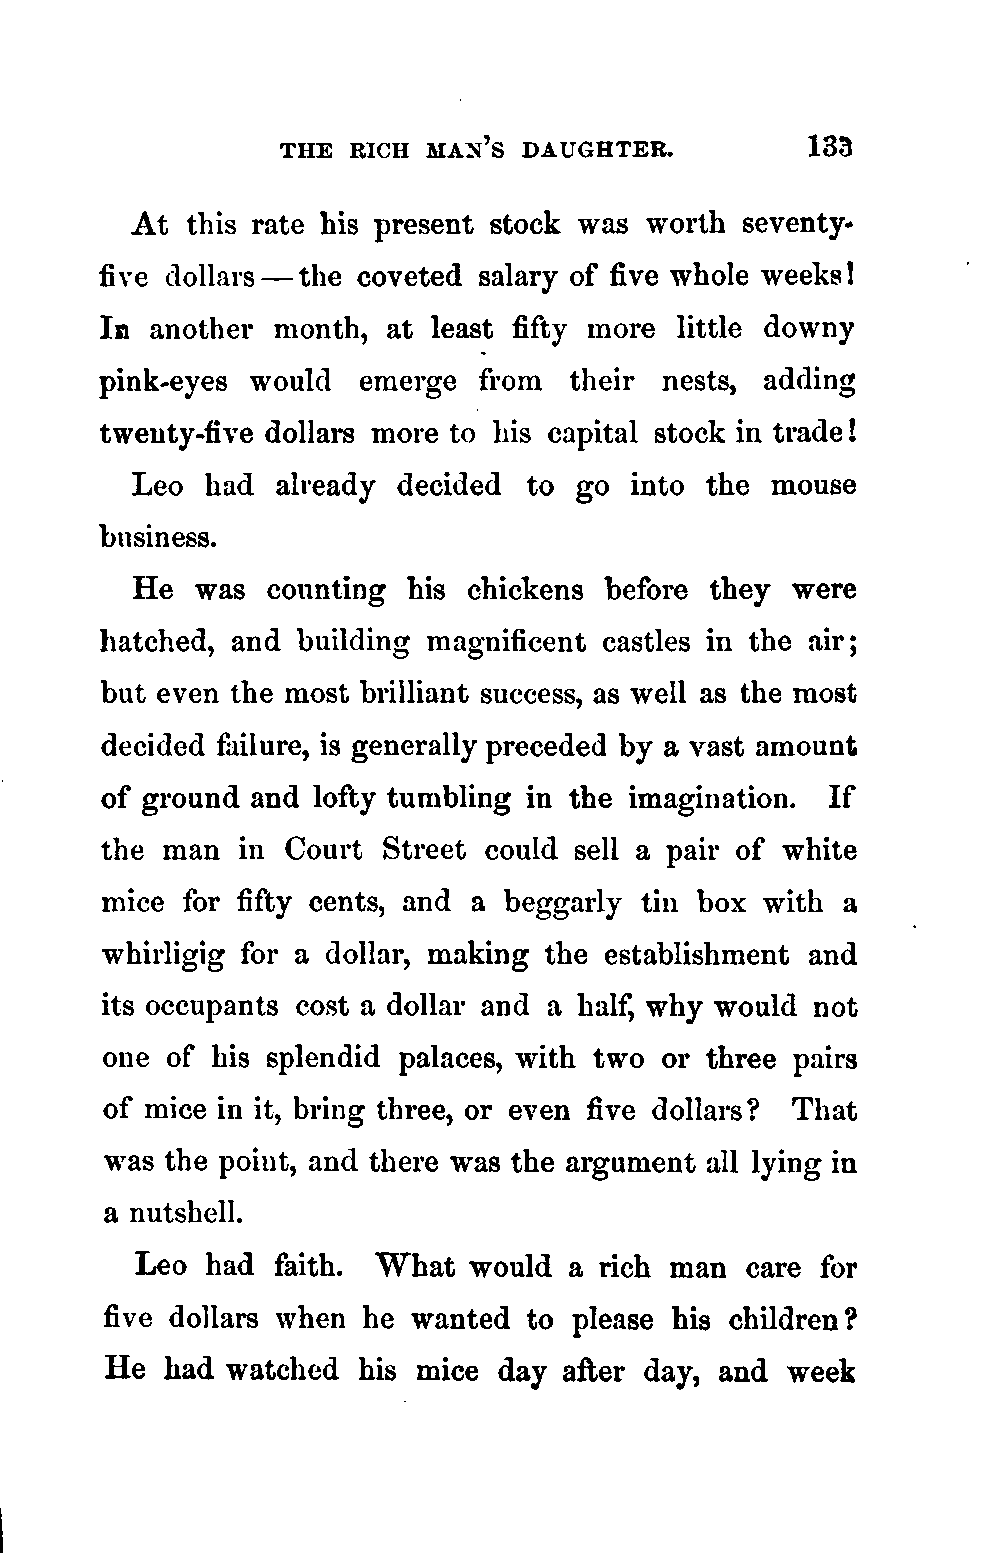 THE RICH MAN'S DAUGHTER. 133
At this rate his present stock was worth seventy-
five dollars — the coveted salary of five whole weeks!
In another month, at least fifty more little downy
pink-eyes would emerge from their nests, adding
twenty-five dollars more to his capital stock in trade!
Leo had already decided to go into the mouse
business.
He was counting his chickens before they were
hatched, and building magnificent castles in the air;
but even the most brilliant success, as well as the most
decided failure, is generally preceded by a vast amount
of ground and lofty tumbling in the imagination. If
the man in Court Street could sell a pair of white
mice for fifty cents, and a beggarly tin box with a
whirligig for a dollar, making the establishment and
its occupants cost a dollar and a half, why would not
one of his splendid palaces, with two or three pairs
of mice in it, bring three, or even five dollars? That
was the point, and there was the argument all lying in
a nutshell.
Leo had faith. What would a rich man care for
five dollars when he wanted to please his children?
He had watched his mice day after day, and week